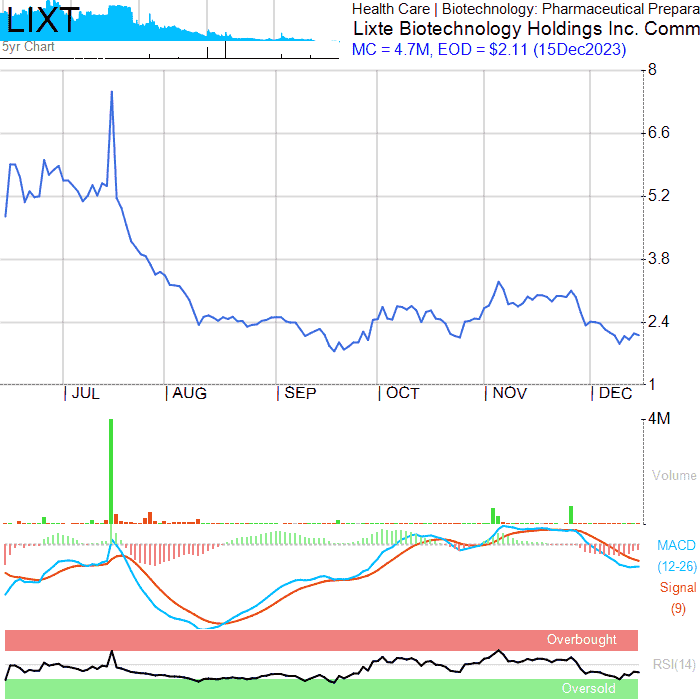 LIXT
5yr Chart
Health Care | Biotechnology: Pharmaceutical Prepara
Lixte Biotechnology Holdings Inc. Comm
MC = 4.7M, EOD = $2.11 (15Dec2023)
8
6.6
5.2
3.8
2.4
1
JUL AUG SEP OCT NOV DEC
4M
Volume
MACD
(12-26)
Signal
(9)
Overbought
RSI(14)
Oversold